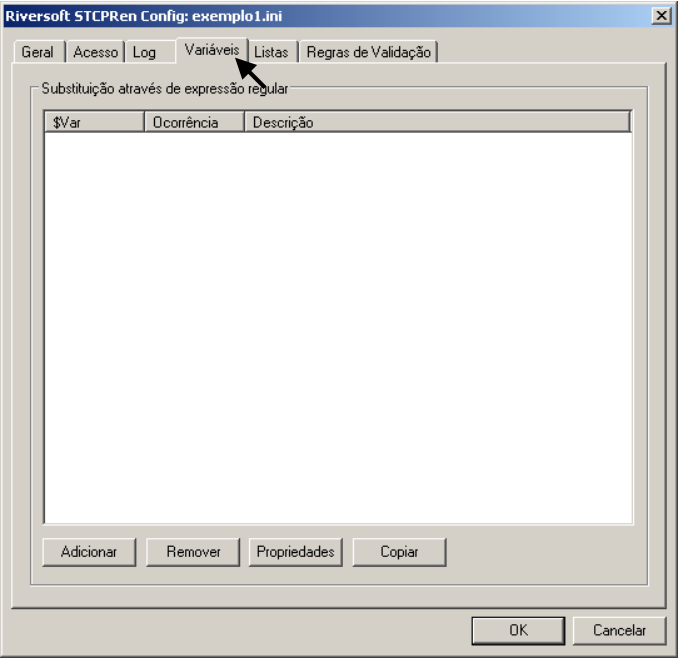 Riversoft STCPRen Config: exemplo1.ini
Geral Acesso Log Variáveis Listas Regras de Validação
Substituição através de expressão regular
$Var Ocorrência Descrição
Adicionar Remover Propriedades Copiar
OK Cancelar